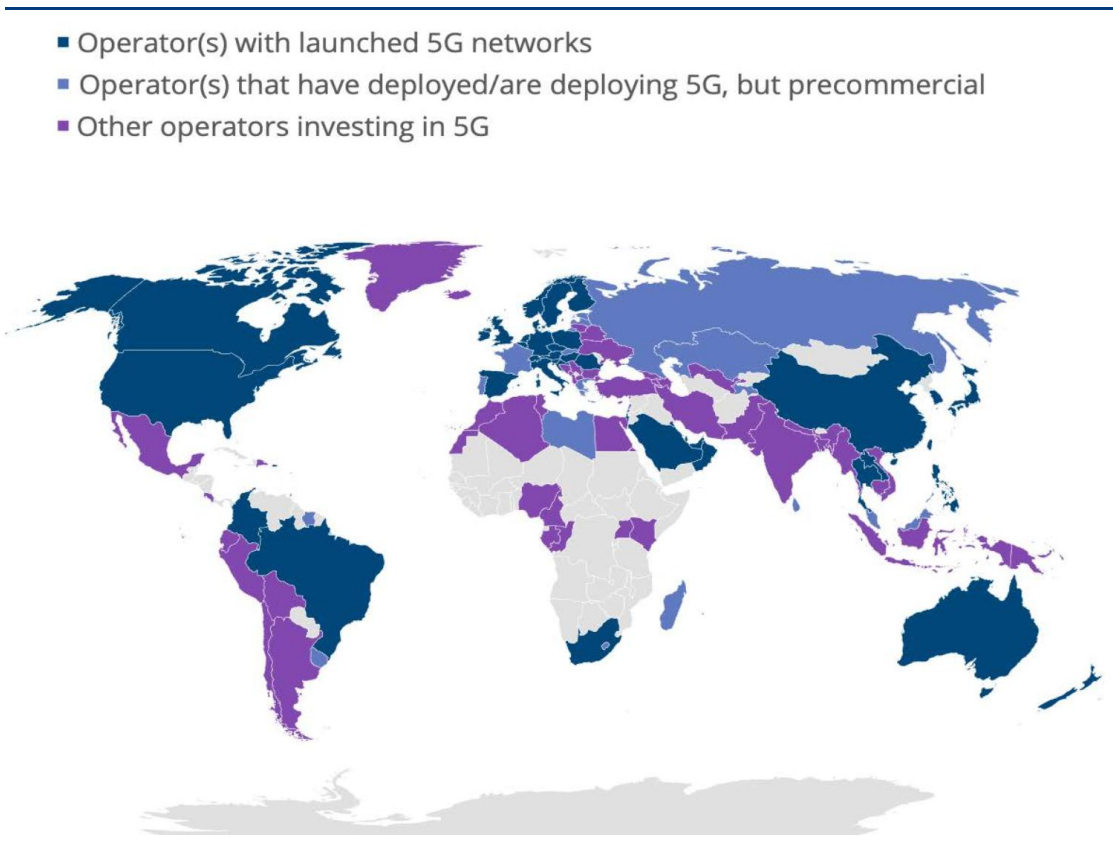 Operator(s) with launched 5G networks
Operator(s) that have deployed/are deploying 5G, but precommercial
Other operators investing in 5G